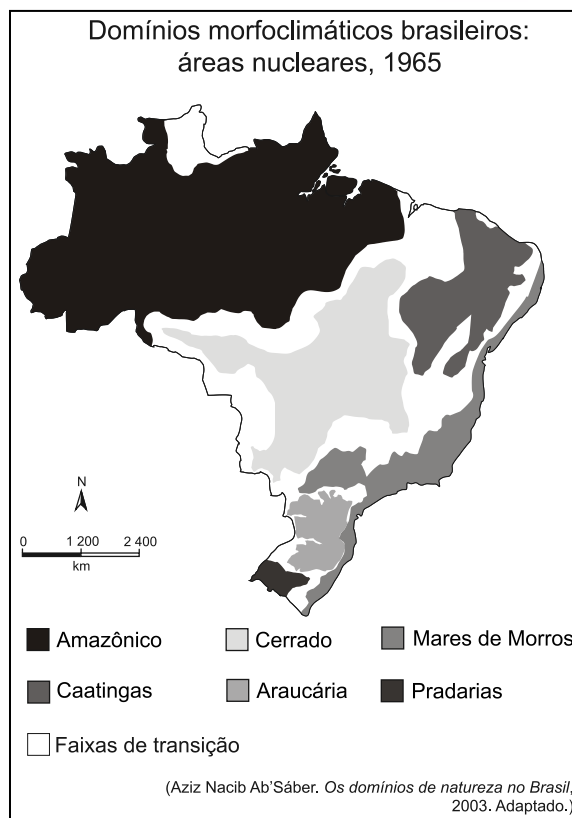 Domínios morfoclimáticos brasileiros:
áreas nucleares, 1965
N
0 1 200 2 400
km
Amazônico Cerrado Mares de Morros
Caatingas Araucária Pradarias
Faixas de transição
(Aziz Nacib Ab'Sáber. Os domínios de natureza no Brasil,
2003. Adaptado.)